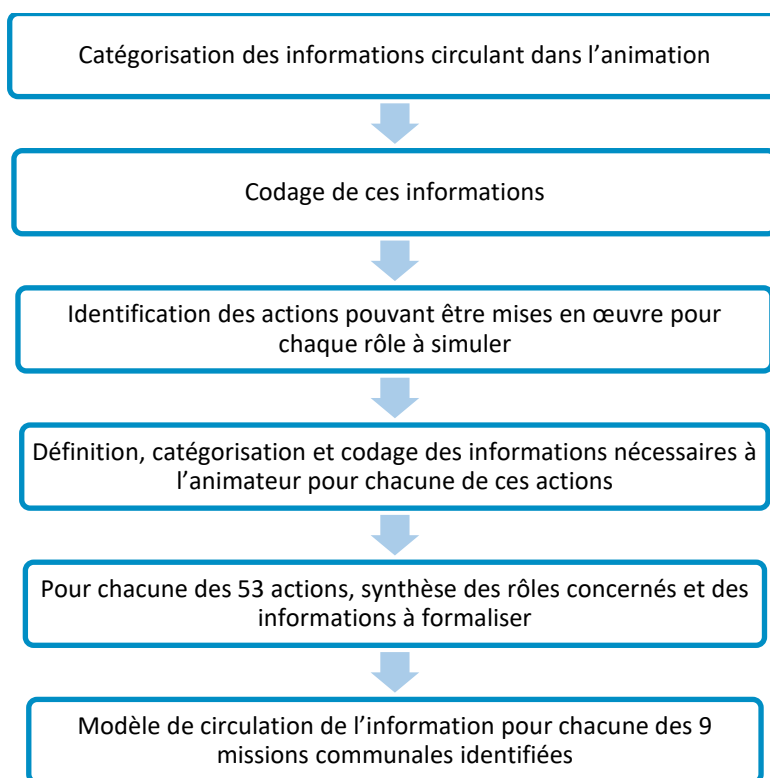 Catégorisation des informations circulant dans l’animation
Codage de ces informations
Identification des actions pouvant être mises en œuvre pour
chaque rôle à simuler
Définition, catégorisation et codage des informations nécessaires à
l’animateur pour chacune de ces actions
Pour chacune des 53 actions, synthèse des rôles concernés et des
informations à formaliser
Modèle de circulation de l’information pour chacune des 9
missions communales identifiées